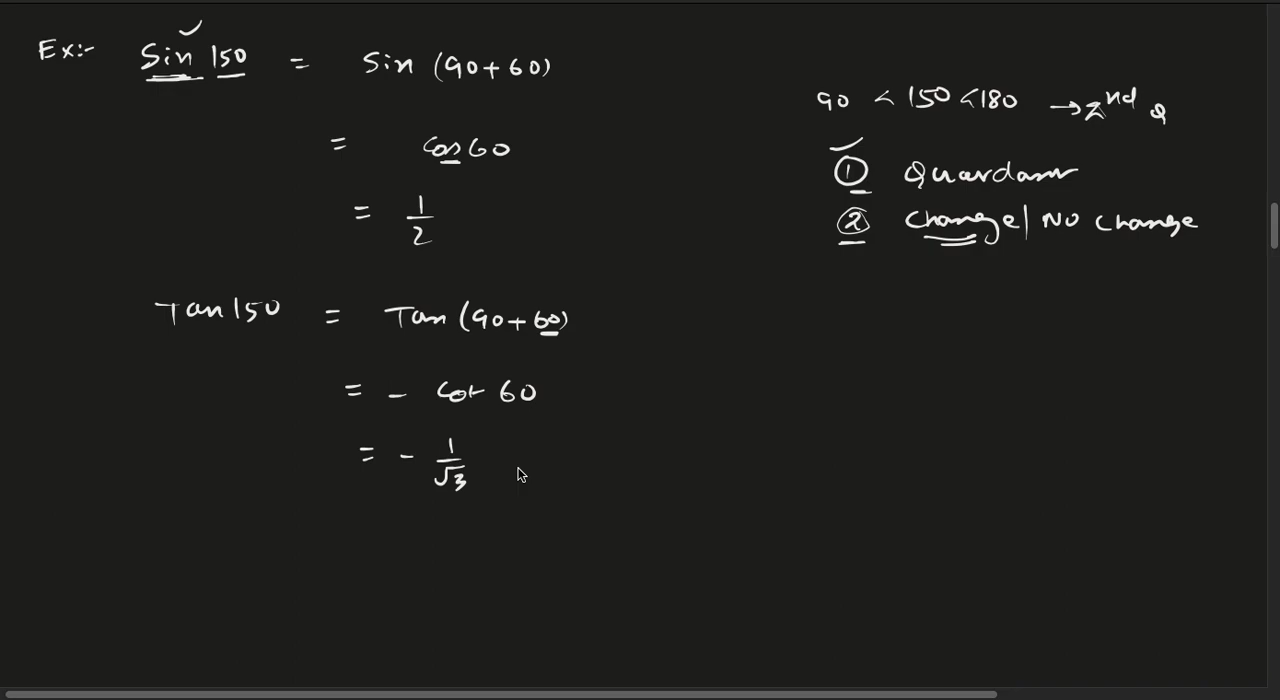 Ex:- Sin 150 = Sin (90+60)
= cos 60
= 1/2
90 < 150 < 180 → 2nd Q
① Quardant
② Change | No change
Tan 150 = Tan (90+60)
= - cot 60
= - 1/√3